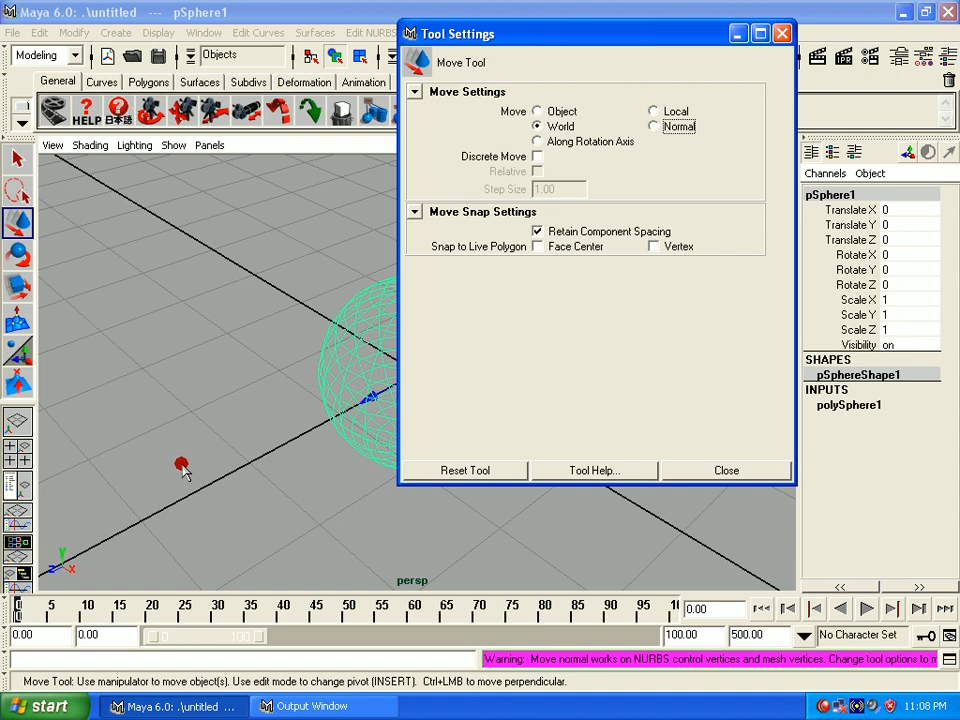 Maya 6.0: .\untitled --- pSphere1
File Edit Modify Create Display Window Edit Curves Surfaces Edit NURBS
Modeling
Objects
General Curves Polygons Surfaces Subdivs Deformation Animation
HELP 日本語
View Shading Lighting Show Panels
Tool Settings
Move Tool
Move Settings
Move Object Local
World Normal
Along Rotation Axis
Discrete Move
Relative
Step Size 1.00
Move Snap Settings
Retain Component Spacing
Snap to Live Polygon Face Center Vertex
Reset Tool Tool Help... Close
Channels Object
pSphere1
Translate X 0
Translate Y 0
Translate Z 0
Rotate X 0
Rotate Y 0
Rotate Z 0
Scale X 1
Scale Y 1
Scale Z 1
Visibility on
SHAPES
pSphereShape1
INPUTS
polySphere1
y
z x
persp
<< >>
5 10 15 20 25 30 35 40 45 50 55 60 65 70 75 80 85 90 95 10 0.00
0.00 0.00 0 100 100.00 500.00 No Character Set
Warning: Move normal works on NURBS control vertices and mesh vertices. Change tool options to m
Move Tool: Use manipulator to move object(s). Use edit mode to change pivot (INSERT). Ctrl+LMB to move perpendicular.
start Maya 6.0: .\untitled ... Output Window 11:08 PM